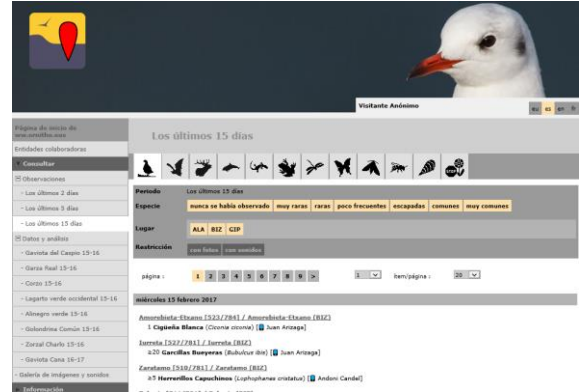 Visitante Anónimo
eu es en fr
Página de inicio de
www.ornitho.eus
Entidades colaboradoras
Consultar
Observaciones
- Los últimos 2 días
- Los últimos 5 días
- Los últimos 15 días
Datos y análisis
- Gaviota del Caspio 15-16
- Garza Real 15-16
- Corzo 15-16
- Lagarto verde occidental 15-16
- Alinegro verde 15-16
- Golondrina Común 15-16
- Zorzal Charlo 15-16
- Gaviota Cana 16-17
- Galería de imágenes y sonidos
Información
Los últimos 15 días
STOP
Periodo Los últimos 15 días
Especie nunca se había observado muy raras raras poco frecuentes escapadas comunes muy comunes
Lugar ALA BIZ GIP
Restricción con fotos con sonidos
página : 1 2 3 4 5 6 7 8 9 > 1 item/página : 20
miércoles 15 febrero 2017
Amorebieta-Etxano [523/784] / Amorebieta-Etxano [BIZ]
1 Cigüeña Blanca (Ciconia ciconia) [Juan Arizaga]
Iurreta [527/781] / Iurreta [BIZ]
≥20 Garcillas Bueyeras (Bubulcus ibis) [Juan Arizaga]
Zaratamo [510/781] / Zaratamo [BIZ]
≥5 Herrerillos Capuchinos (Lophophanes cristatus) [Andoni Candel]